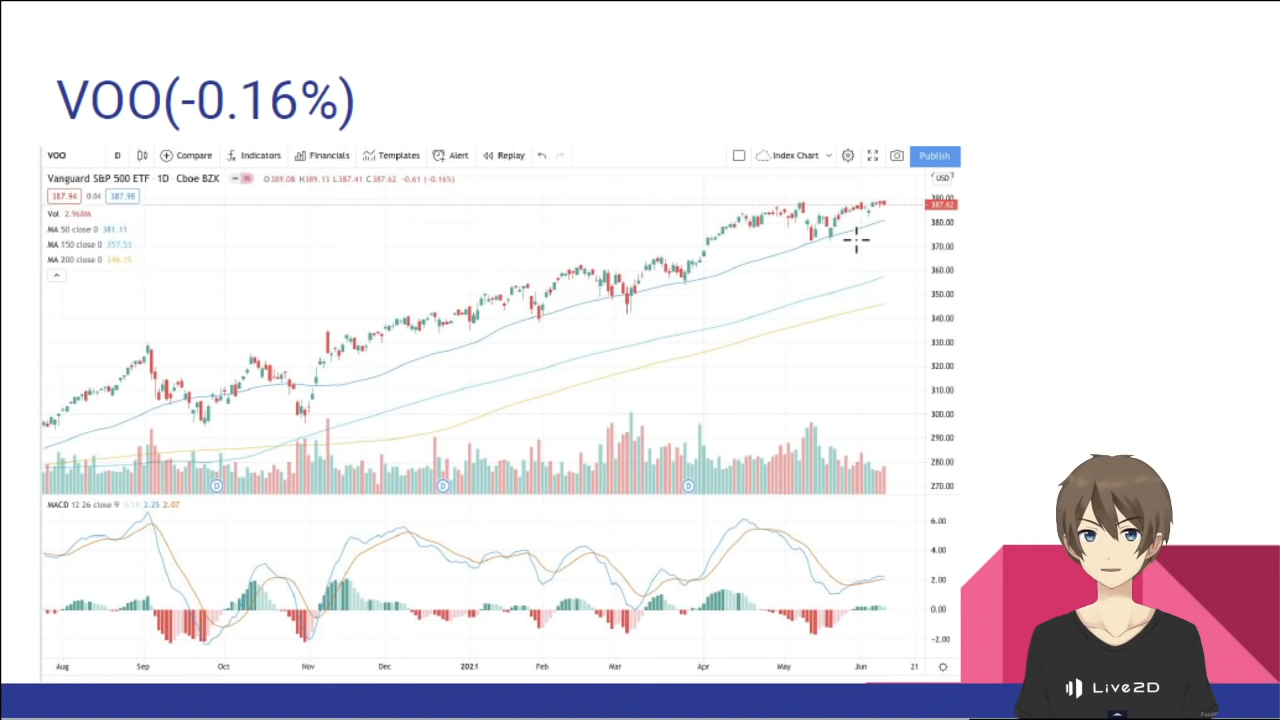 VOO(-0.16%)
VOO D Compare Indicators Financials Templates Alert Replay Index Chart Publish
Vanguard S&P 500 ETF 1D Cboe BZX O389.08 H389.13 L387.41 C387.62 -0.61 (-0.16%)
USD
387.94 0.04 387.98
390.00
387.62
Vol 2.968M
380.00
MA 50 close 0 381.11
MA 150 close 0 357.53
370.00
MA 200 close 0 346.15
360.00
350.00
340.00
330.00
320.00
310.00
300.00
290.00
280.00
D D D
270.00
MACD 12 26 close 9 0.18 2.25 2.07
6.00
4.00
2.00
0.00
-2.00
Aug Sep Oct Nov Dec 2021 Feb Mar Apr May Jun 21
Live2D